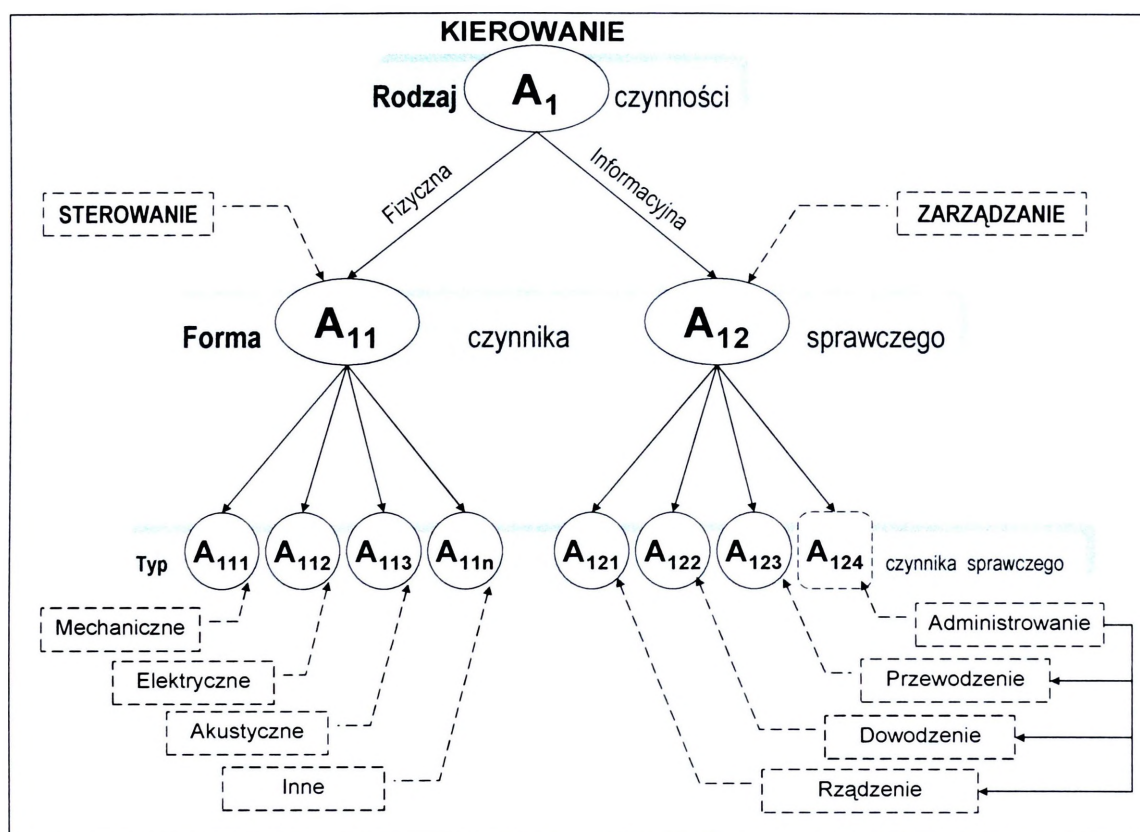 KIEROWANIE
Rodzaj A₁ czynności
Fizyczna
Informacyjna
STEROWANIE
ZARZĄDZANIE
Forma A₁₁ czynnika A₁₂ sprawczego
Typ A₁₁₁ A₁₁₂ A₁₁₃ A₁₁ₙ A₁₂₁ A₁₂₂ A₁₂₃ A₁₂₄ czynnika sprawczego
Mechaniczne
Administrowanie
Elektryczne
Przewodzenie
Akustyczne
Dowodzenie
Inne
Rządzenie